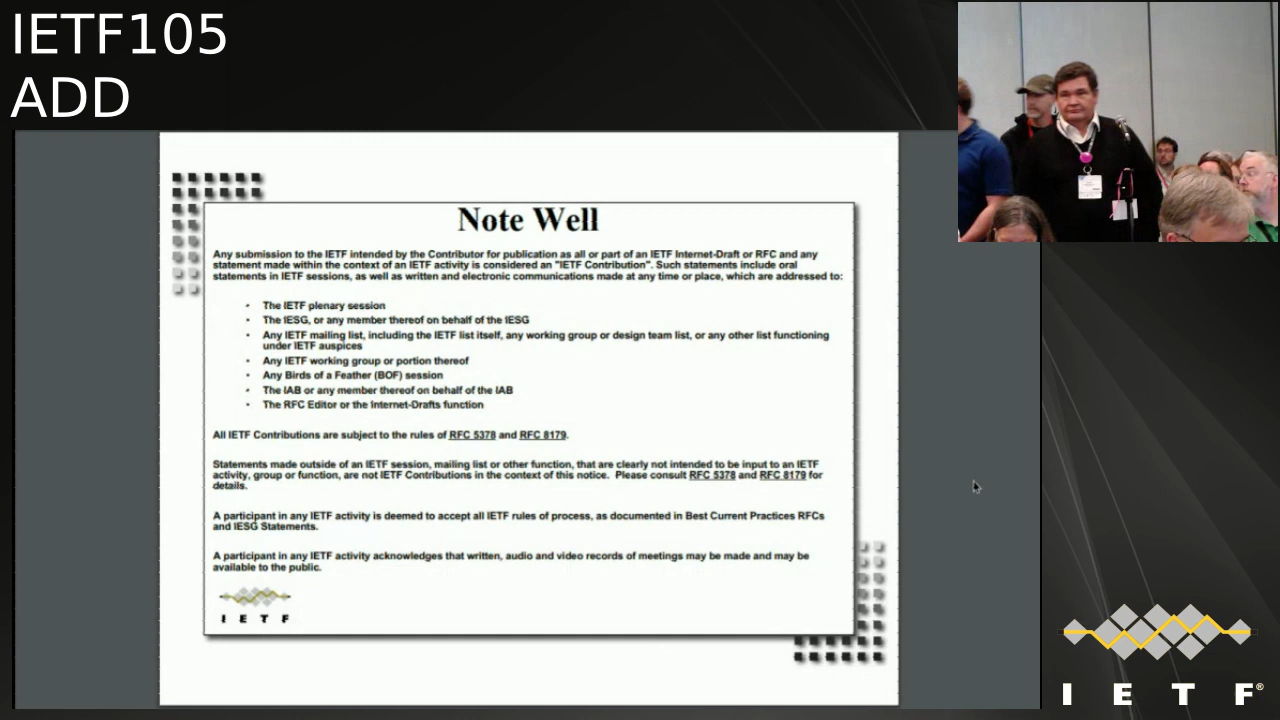 IETF105
ADD
Note Well
Any submission to the IETF intended by the Contributor for publication as all or part of an IETF Internet-Draft or RFC and any
statement made within the context of an IETF activity is considered an "IETF Contribution". Such statements include oral
statements in IETF sessions, as well as written and electronic communications made at any time or place, which are addressed to:
• The IETF plenary session
• The IESG, or any member thereof on behalf of the IESG
• Any IETF mailing list, including the IETF list itself, any working group or design team list, or any other list functioning
under IETF auspices
• Any IETF working group or portion thereof
• Any Birds of a Feather (BOF) session
• The IAB or any member thereof on behalf of the IAB
• The RFC Editor or the Internet-Drafts function
All IETF Contributions are subject to the rules of RFC 5378 and RFC 8179.
Statements made outside of an IETF session, mailing list or other function, that are clearly not intended to be input to an IETF
activity, group or function, are not IETF Contributions in the context of this notice. Please consult RFC 5378 and RFC 8179 for
details.
A participant in any IETF activity is deemed to accept all IETF rules of process, as documented in Best Current Practices RFCs
and IESG Statements.
A participant in any IETF activity acknowledges that written, audio and video records of meetings may be made and may be
available to the public.
I E T F
I E T F®